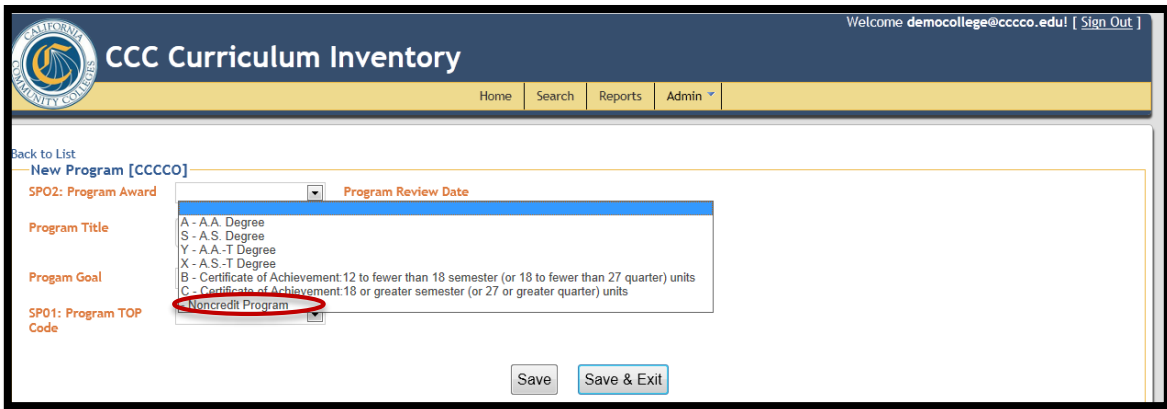 Welcome democollege@cccco.edu! [ Sign Out ]
CALIFORNIA
COMMUNITY COLLEGES
CCC Curriculum Inventory
Home Search Reports Admin
Back to List
New Program [CCCCO]
SPO2: Program Award Program Review Date
A - A.A. Degree
S - A.S. Degree
Program Title
Y - A.A.-T Degree
X - A.S.-T Degree
Progam Goal
B - Certificate of Achievement:12 to fewer than 18 semester (or 18 to fewer than 27 quarter) units
C - Certificate of Achievement:18 or greater semester (or 27 or greater quarter) units
- Noncredit Program
SP01: Program TOP
Code
Save Save & Exit